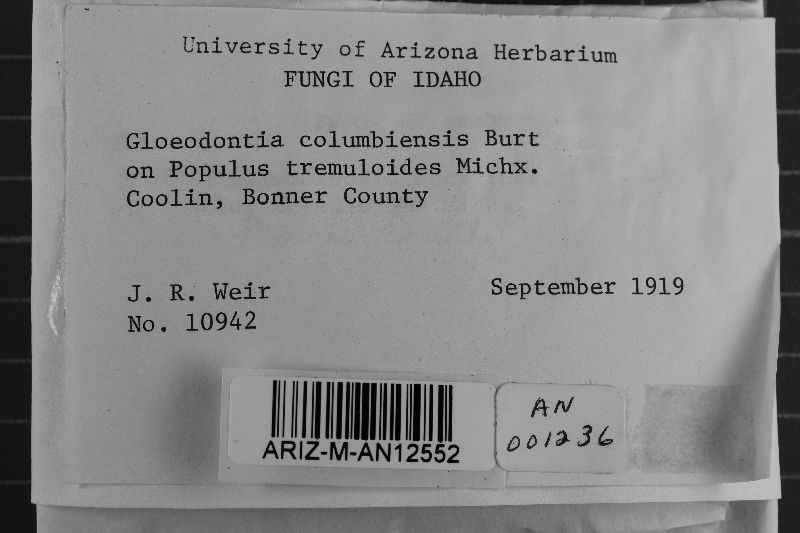 University of Arizona Herbarium
FUNGI OF IDAHO
Gloeodontia columbiensis Burt
on Populus tremuloides Michx.
Coolin, Bonner County
J. R. Weir
September 1919
No. 10942
ARIZ-M-AN12552
AN
001236